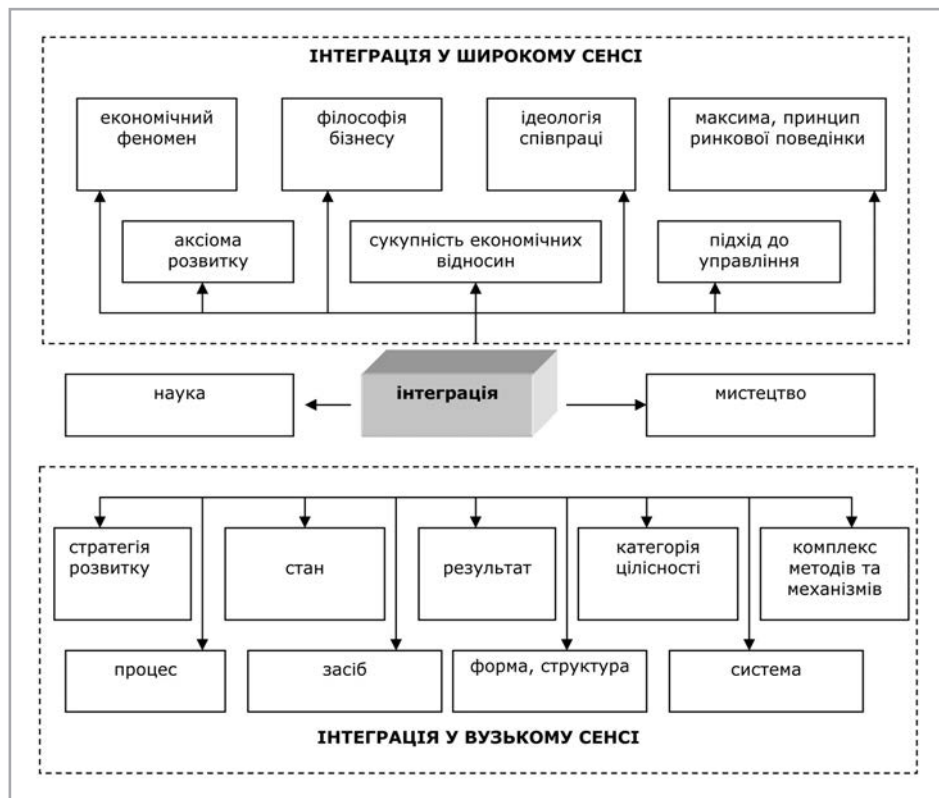 ІНТЕГРАЦІЯ У ШИРОКОМУ СЕНСІ
економічний
феномен
філософія
бізнесу
ідеологія
співпраці
максима, принцип
ринкової поведінки
аксіома
розвитку
сукупність економічних
відносин
підхід до
управління
наука
інтеграція
мистецтво
стратегія
розвитку
стан
результат
категорія
цілісності
комплекс
методів та
механізмів
процес
засіб
форма, структура
система
ІНТЕГРАЦІЯ У ВУЗЬКОМУ СЕНСІ